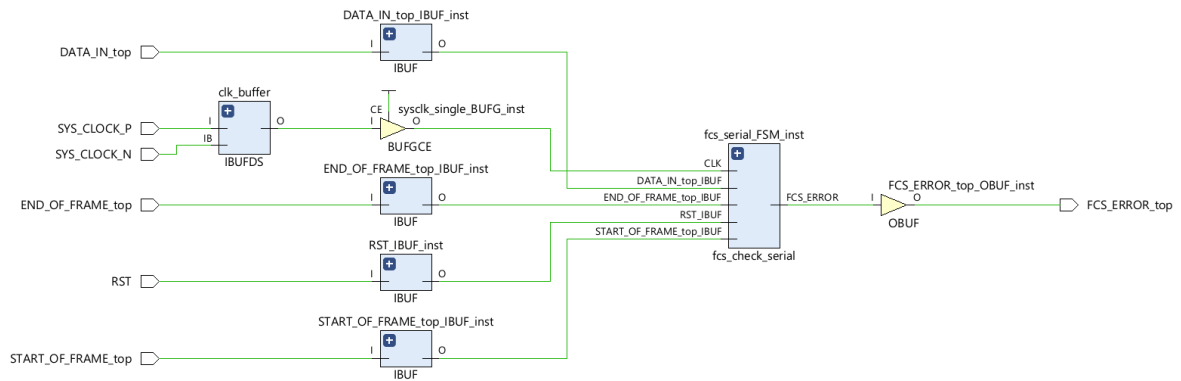 DATA_IN_top_IBUF_inst
DATA_IN_top
I
O
IBUF
clk_buffer
SYS_CLOCK_P
I
O
SYS_CLOCK_N
IB
IBUFDS
CE
sysclk_single_BUFG_inst
I
O
BUFGCE
END_OF_FRAME_top_IBUF_inst
END_OF_FRAME_top
I
O
IBUF
RST_IBUF_inst
RST
I
O
IBUF
START_OF_FRAME_top_IBUF_inst
START_OF_FRAME_top
I
O
IBUF
fcs_serial_FSM_inst
CLK
DATA_IN_top_IBUF
END_OF_FRAME_top_IBUF
RST_IBUF
START_OF_FRAME_top_IBUF
FCS_ERROR
fcs_check_serial
FCS_ERROR_top_OBUF_inst
I
O
OBUF
FCS_ERROR_top